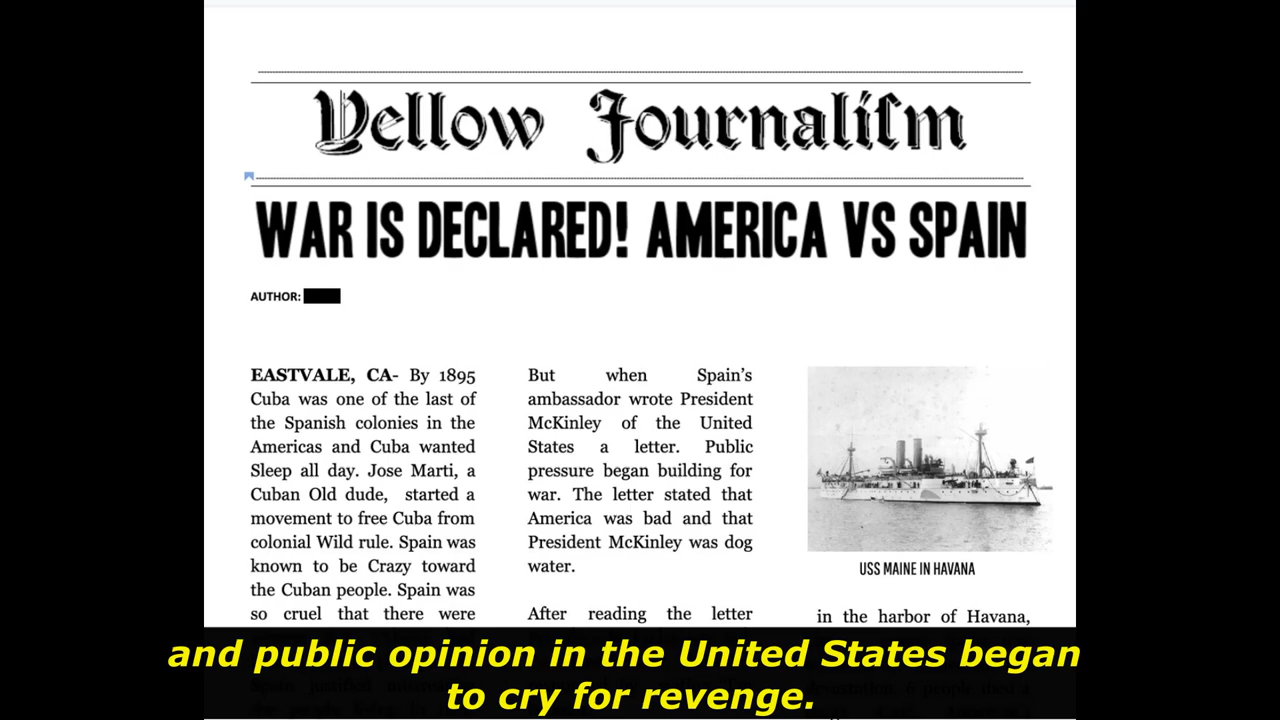 Yellow Journaliſm
WAR IS DECLARED! AMERICA VS SPAIN
AUTHOR:
EASTVALE, CA- By 1895
Cuba was one of the last of
the Spanish colonies in the
Americas and Cuba wanted
Sleep all day. Jose Marti, a
Cuban Old dude, started a
movement to free Cuba from
colonial Wild rule. Spain was
known to be Crazy toward
the Cuban people. Spain was
so cruel that there were
But when Spain's
ambassador wrote President
McKinley of the United
States a letter. Public
pressure began building for
war. The letter stated that
America was bad and that
President McKinley was dog
water.
After reading the letter
USS MAINE IN HAVANA
in the harbor of Havana,
and public opinion in the United States began
to cry for revenge.